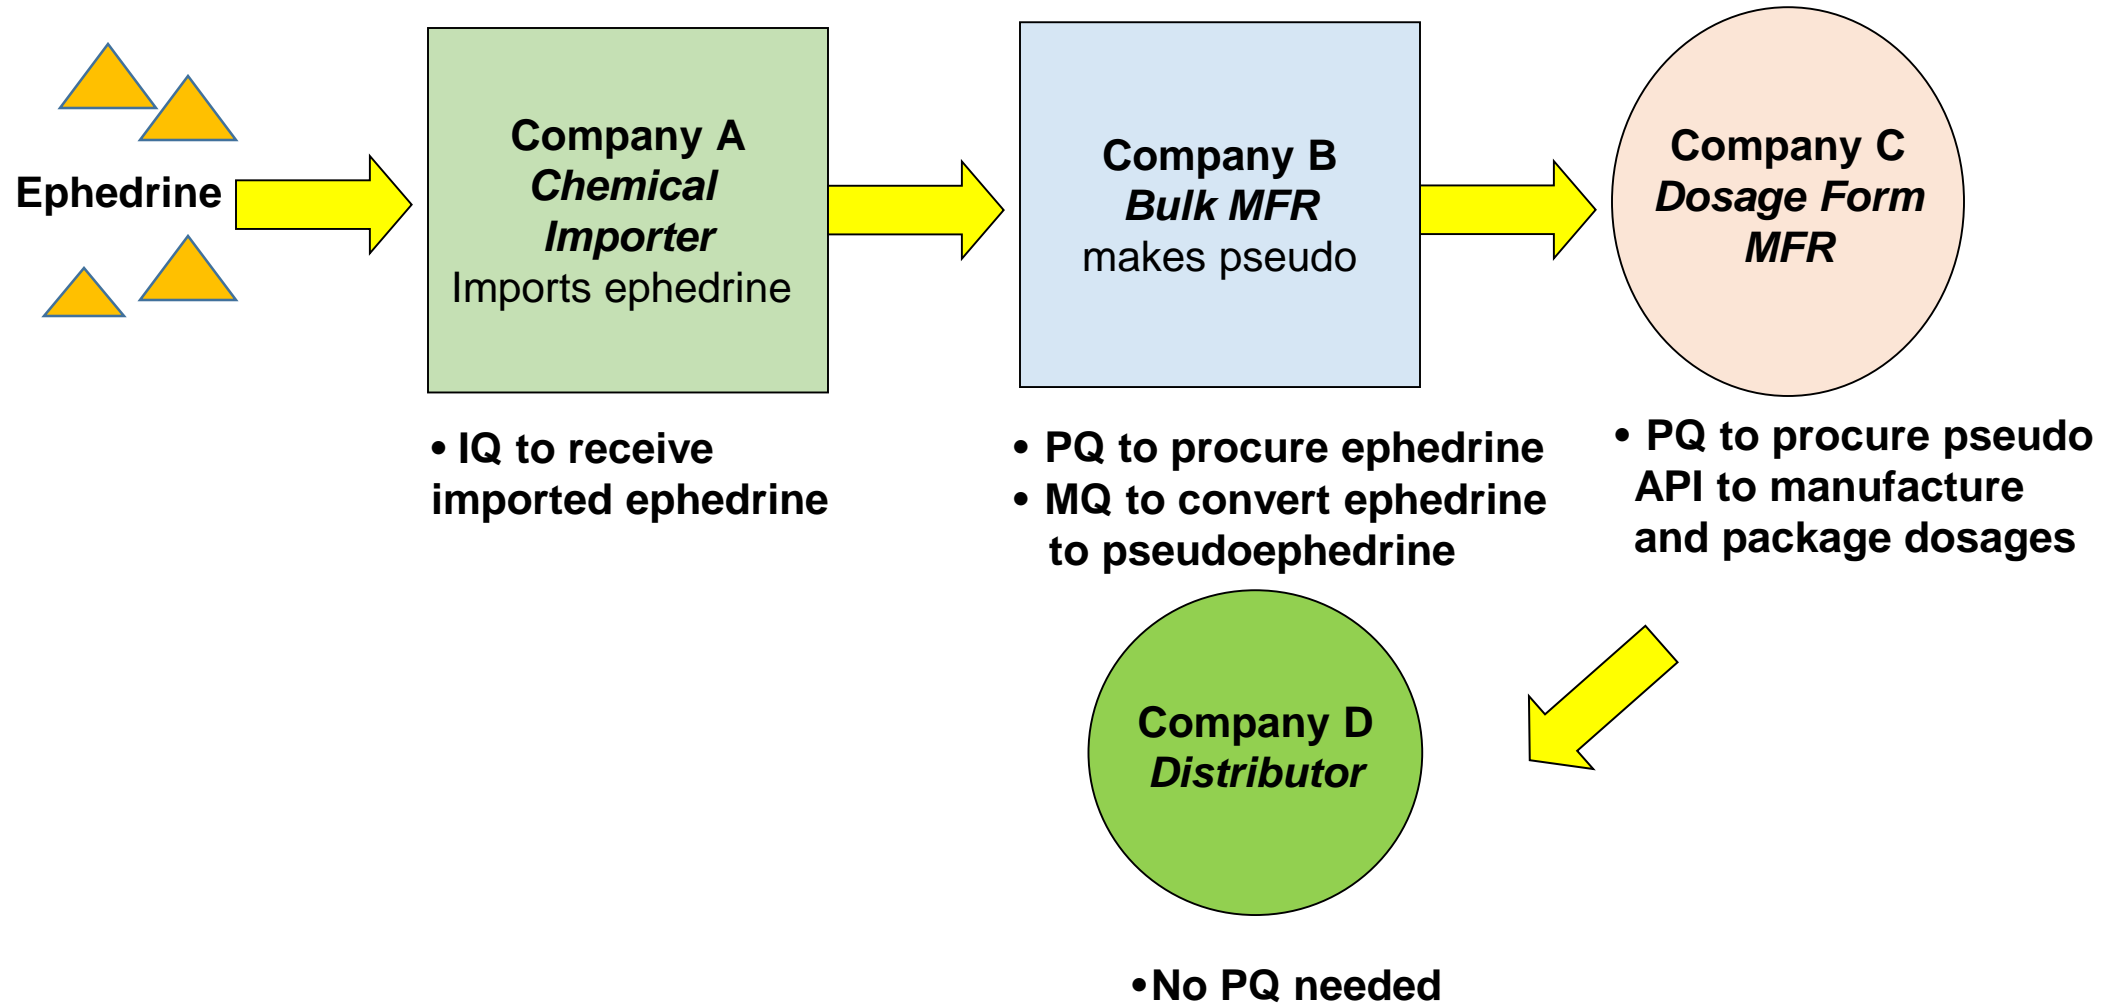 Ephedrine
Company A
Chemical
Importer
Imports ephedrine
• IQ to receive
imported ephedrine
Company B
Bulk MFR
makes pseudo
• PQ to procure ephedrine
• MQ to convert ephedrine
to pseudoephedrine
Company C
Dosage Form
MFR
• PQ to procure pseudo
API to manufacture
and package dosages
Company D
Distributor
•No PQ needed